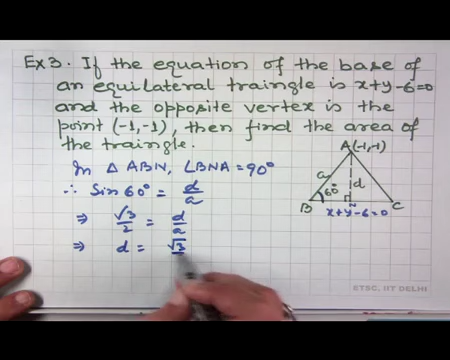 Ex 3. If the equation of the base of
an equilateral traingle is x+y-6=0
and the opposite vertex is the
point (-1,-1), then find the area of
the traingle.
In △ ABN, ∠BNA = 90°
∴ Sin 60° = d/a
⇒ √3/2 = d/a
⇒ d = √3
A(-1,-1)
a
d
60°
B
N
C
x+y-6=0
ETSC, IIT DELHI